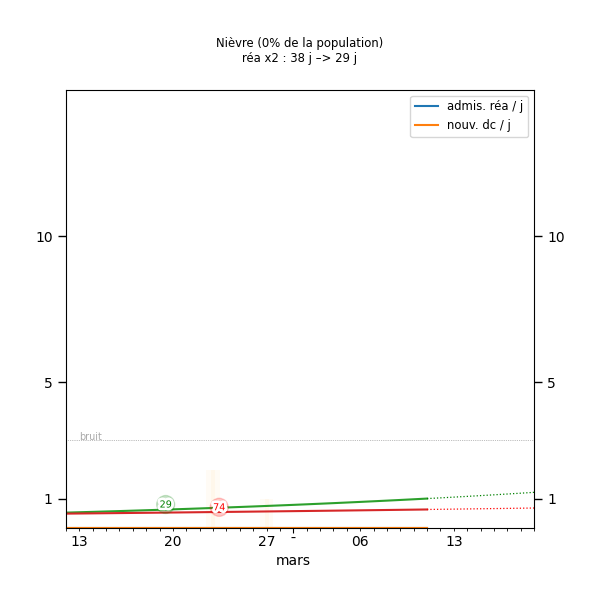 Nièvre (0% de la population)
réa x2 : 38 j –> 29 j
admis. réa / j
nouv. dc / j
10 10
5 5
bruit
1 29 74 1
13 20 27 - 06 13
mars